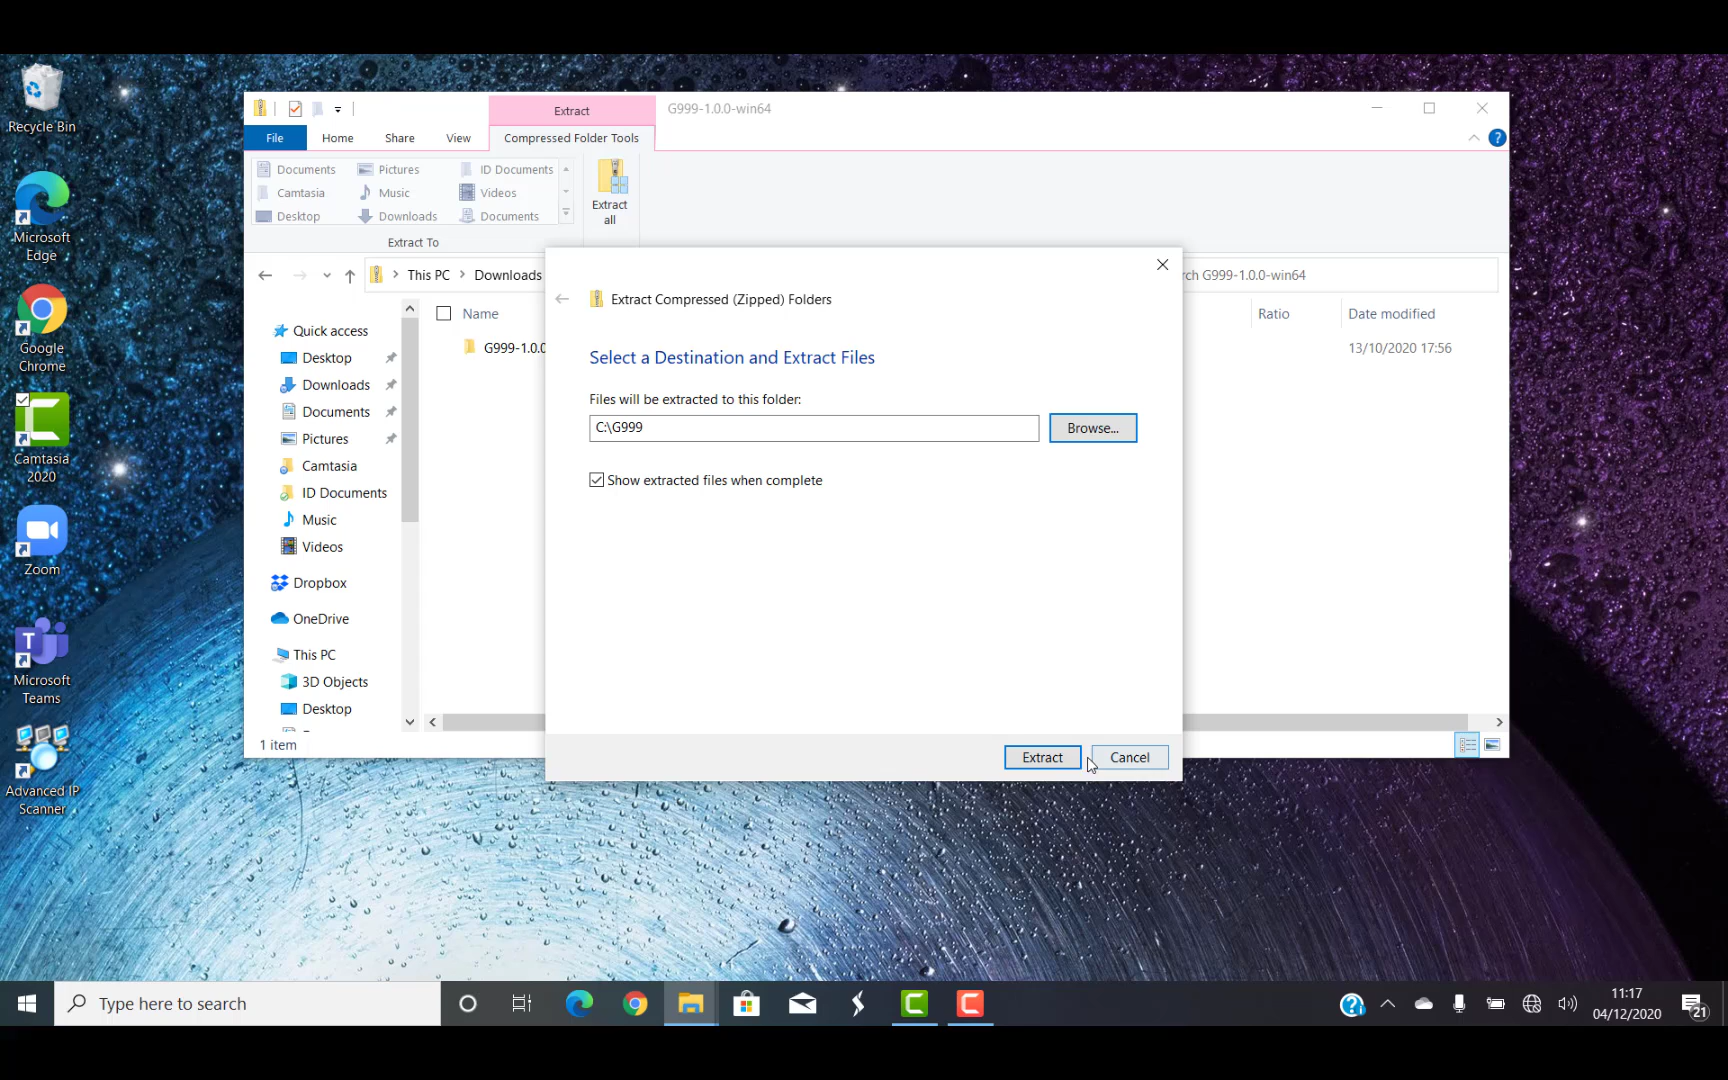 Recycle Bin
Microsoft
Edge
Google
Chrome
Camtasia
2020
Zoom
Microsoft
Teams
Advanced IP
Scanner
Extract
G999-1.0.0-win64
File
Home
Share
View
Compressed Folder Tools
Documents
Pictures
ID Documents
Camtasia
Music
Videos
Desktop
Downloads
Documents
Extract
all
Extract To
This PC
Downloads
rch G999-1.0.0-win64
Name
Ratio
Date modified
G999-1.0.0
13/10/2020 17:56
Quick access
Desktop
Downloads
Documents
Pictures
Camtasia
ID Documents
Music
Videos
Dropbox
OneDrive
This PC
3D Objects
Desktop
1 item
Extract Compressed (Zipped) Folders
Select a Destination and Extract Files
Files will be extracted to this folder:
C:\G999
Browse...
Show extracted files when complete
Extract
Cancel
Type here to search
11:17
04/12/2020
21